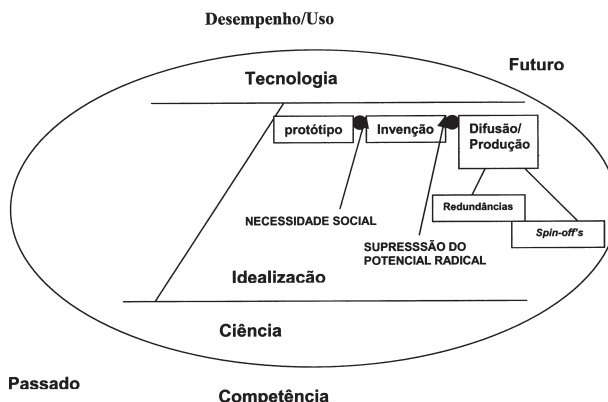 Desempenho/Uso
Futuro
Tecnologia
protótipo
Invenção
Difusão/
Produção
Redundâncias
Spin-off's
NECESSIDADE SOCIAL
SUPRESSSÃO DO
POTENCIAL RADICAL
Idealizacão
Ciência
Passado
Competência